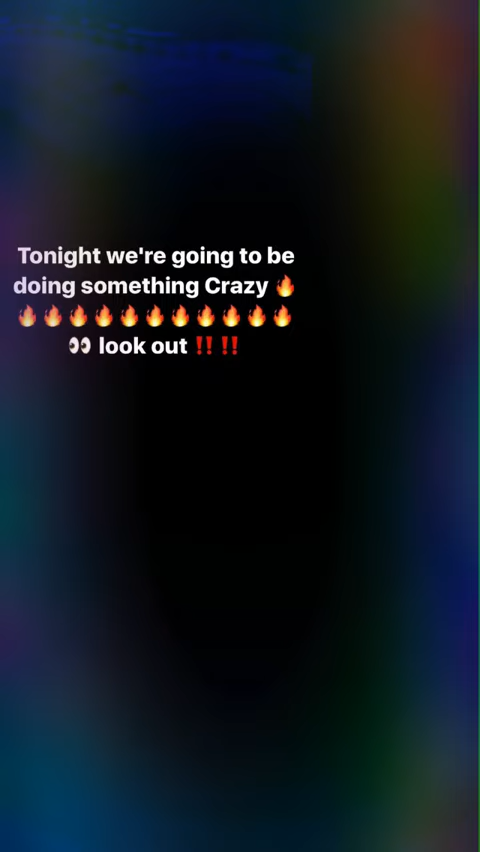 Tonight we're going to be
doing something Crazy 🔥
🔥🔥🔥🔥🔥🔥🔥🔥🔥🔥🔥
👀 look out ‼️‼️